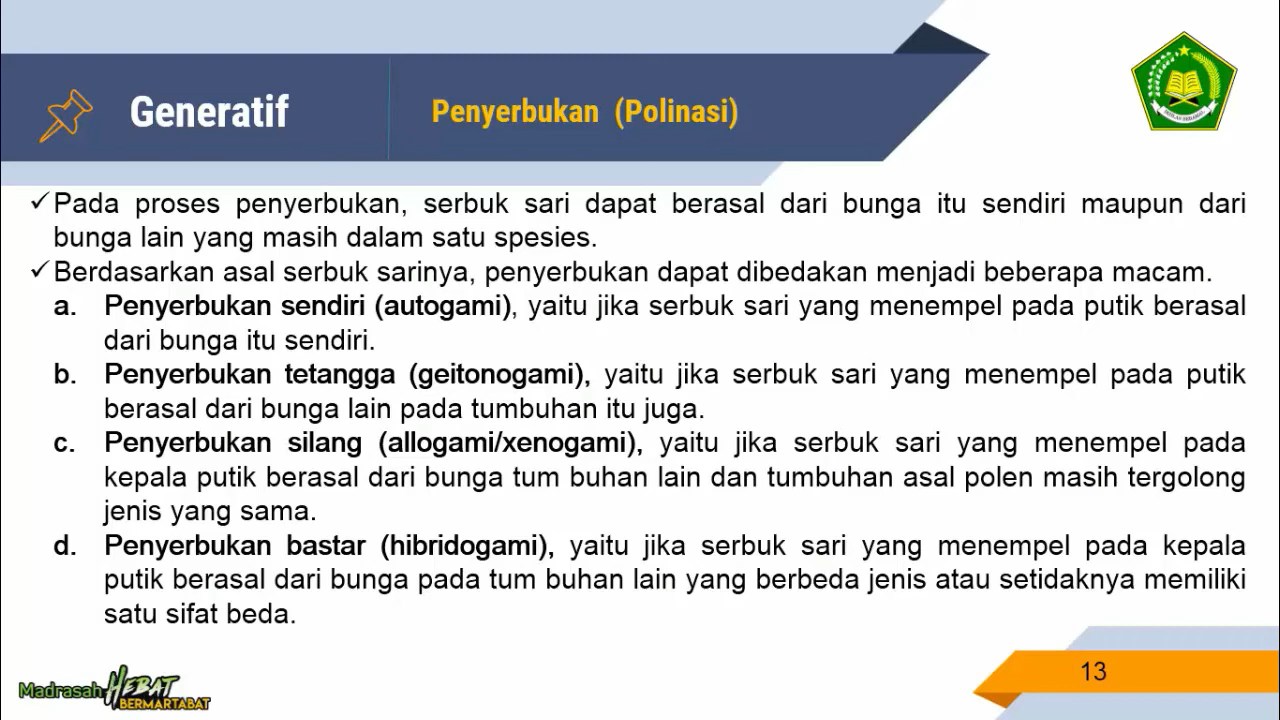 Generatif
Penyerbukan (Polinasi)
✓Pada proses penyerbukan, serbuk sari dapat berasal dari bunga itu sendiri maupun dari
bunga lain yang masih dalam satu spesies.
✓Berdasarkan asal serbuk sarinya, penyerbukan dapat dibedakan menjadi beberapa macam.
a. Penyerbukan sendiri (autogami), yaitu jika serbuk sari yang menempel pada putik berasal
dari bunga itu sendiri.
b. Penyerbukan tetangga (geitonogami), yaitu jika serbuk sari yang menempel pada putik
berasal dari bunga lain pada tumbuhan itu juga.
c. Penyerbukan silang (allogami/xenogami), yaitu jika serbuk sari yang menempel pada
kepala putik berasal dari bunga tum buhan lain dan tumbuhan asal polen masih tergolong
jenis yang sama.
d. Penyerbukan bastar (hibridogami), yaitu jika serbuk sari yang menempel pada kepala
putik berasal dari bunga pada tum buhan lain yang berbeda jenis atau setidaknya memiliki
satu sifat beda.
Madrasah HEBAT
BERMARTABAT
13